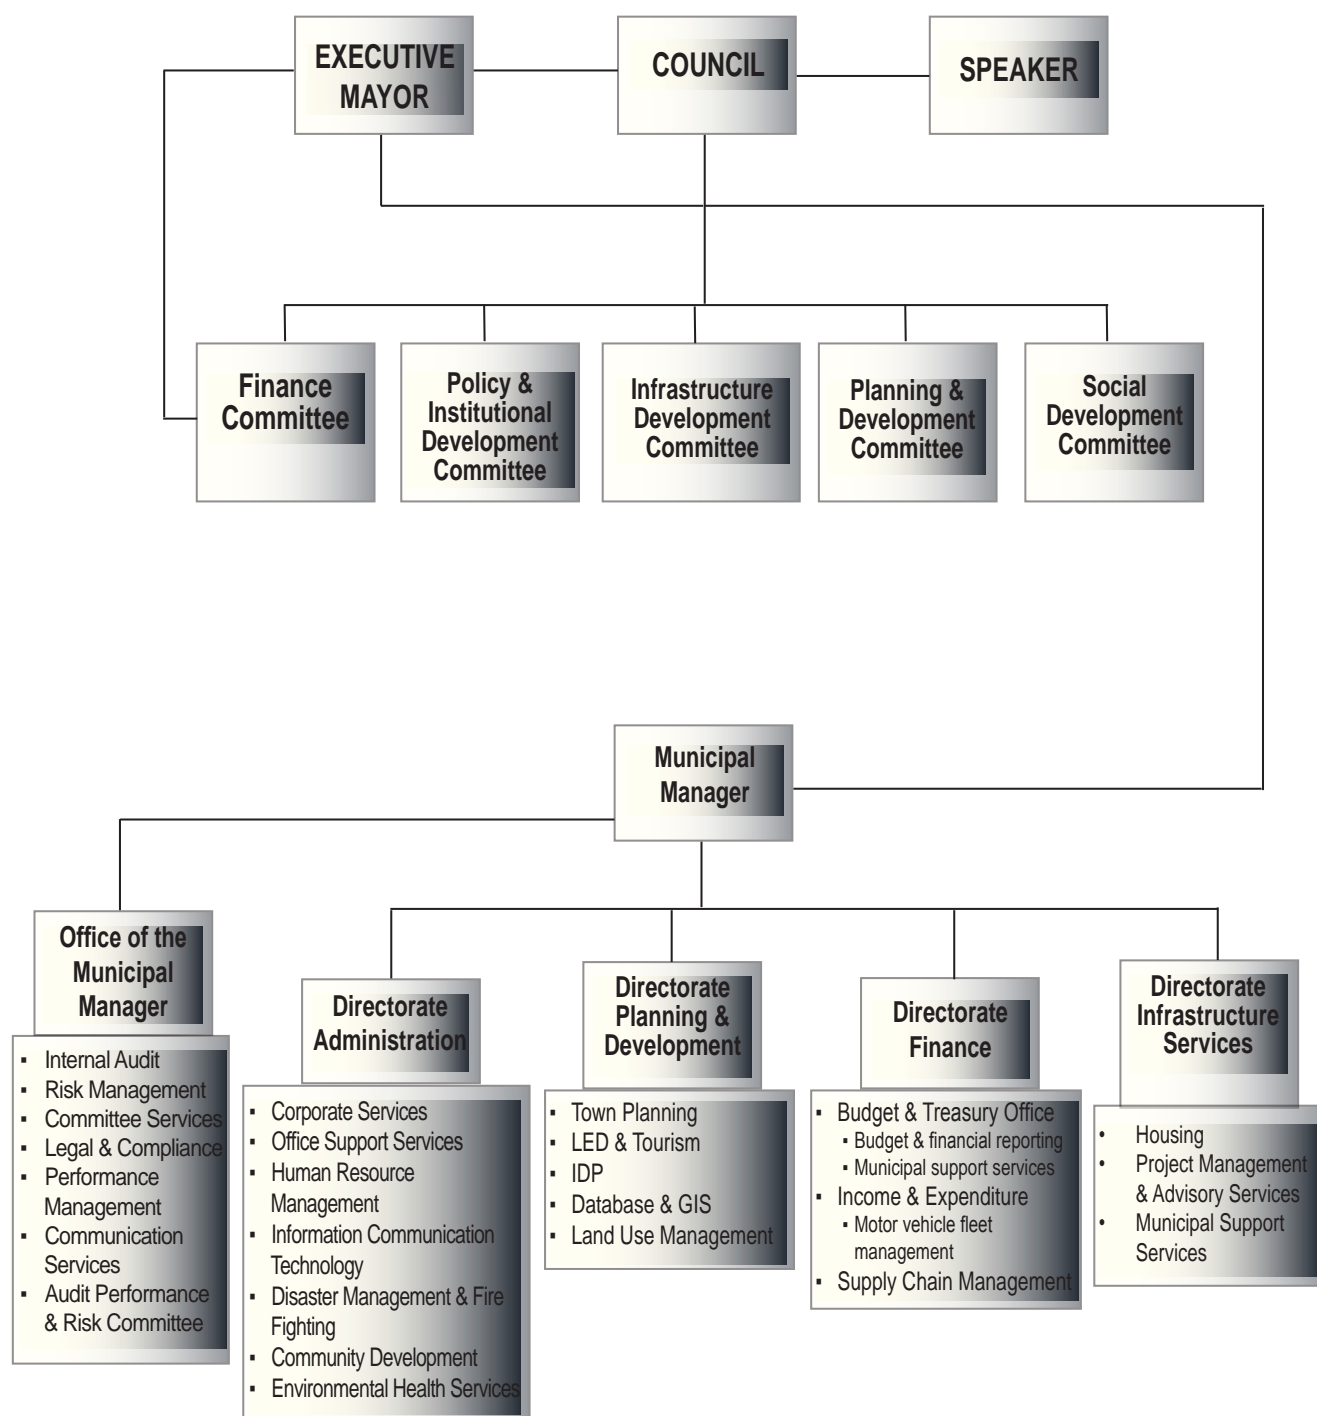 EXECUTIVE
MAYOR
COUNCIL
SPEAKER
Finance
Committee
Policy &
Institutional
Development
Committee
Infrastructure
Development
Committee
Planning &
Development
Committee
Social
Development
Committee
Municipal
Manager
Office of the
Municipal
Manager
▪ Internal Audit
▪ Risk Management
▪ Committee Services
▪ Legal & Compliance
▪ Performance
Management
▪ Communication
Services
▪ Audit Performance
& Risk Committee
Directorate
Administration
▪ Corporate Services
▪ Office Support Services
▪ Human Resource
Management
▪ Information Communication
Technology
▪ Disaster Management & Fire
Fighting
▪ Community Development
▪ Environmental Health Services
Directorate
Planning &
Development
▪ Town Planning
▪ LED & Tourism
▪ IDP
▪ Database & GIS
▪ Land Use Management
Directorate
Finance
▪ Budget & Treasury Office
▪ Budget & financial reporting
▪ Municipal support services
▪ Income & Expenditure
▪ Motor vehicle fleet
management
▪ Supply Chain Management
Directorate
Infrastructure
Services
• Housing
• Project Management
& Advisory Services
• Municipal Support
Services